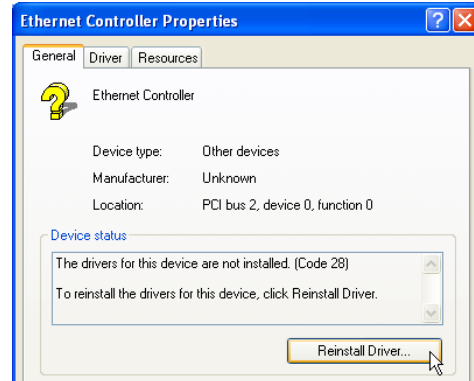 Ethernet Controller Properties
General Driver Resources
Ethernet Controller
Device type: Other devices
Manufacturer: Unknown
Location: PCI bus 2, device 0, function 0
Device status
The drivers for this device are not installed. (Code 28)
To reinstall the drivers for this device, click Reinstall Driver.
Reinstall Driver...